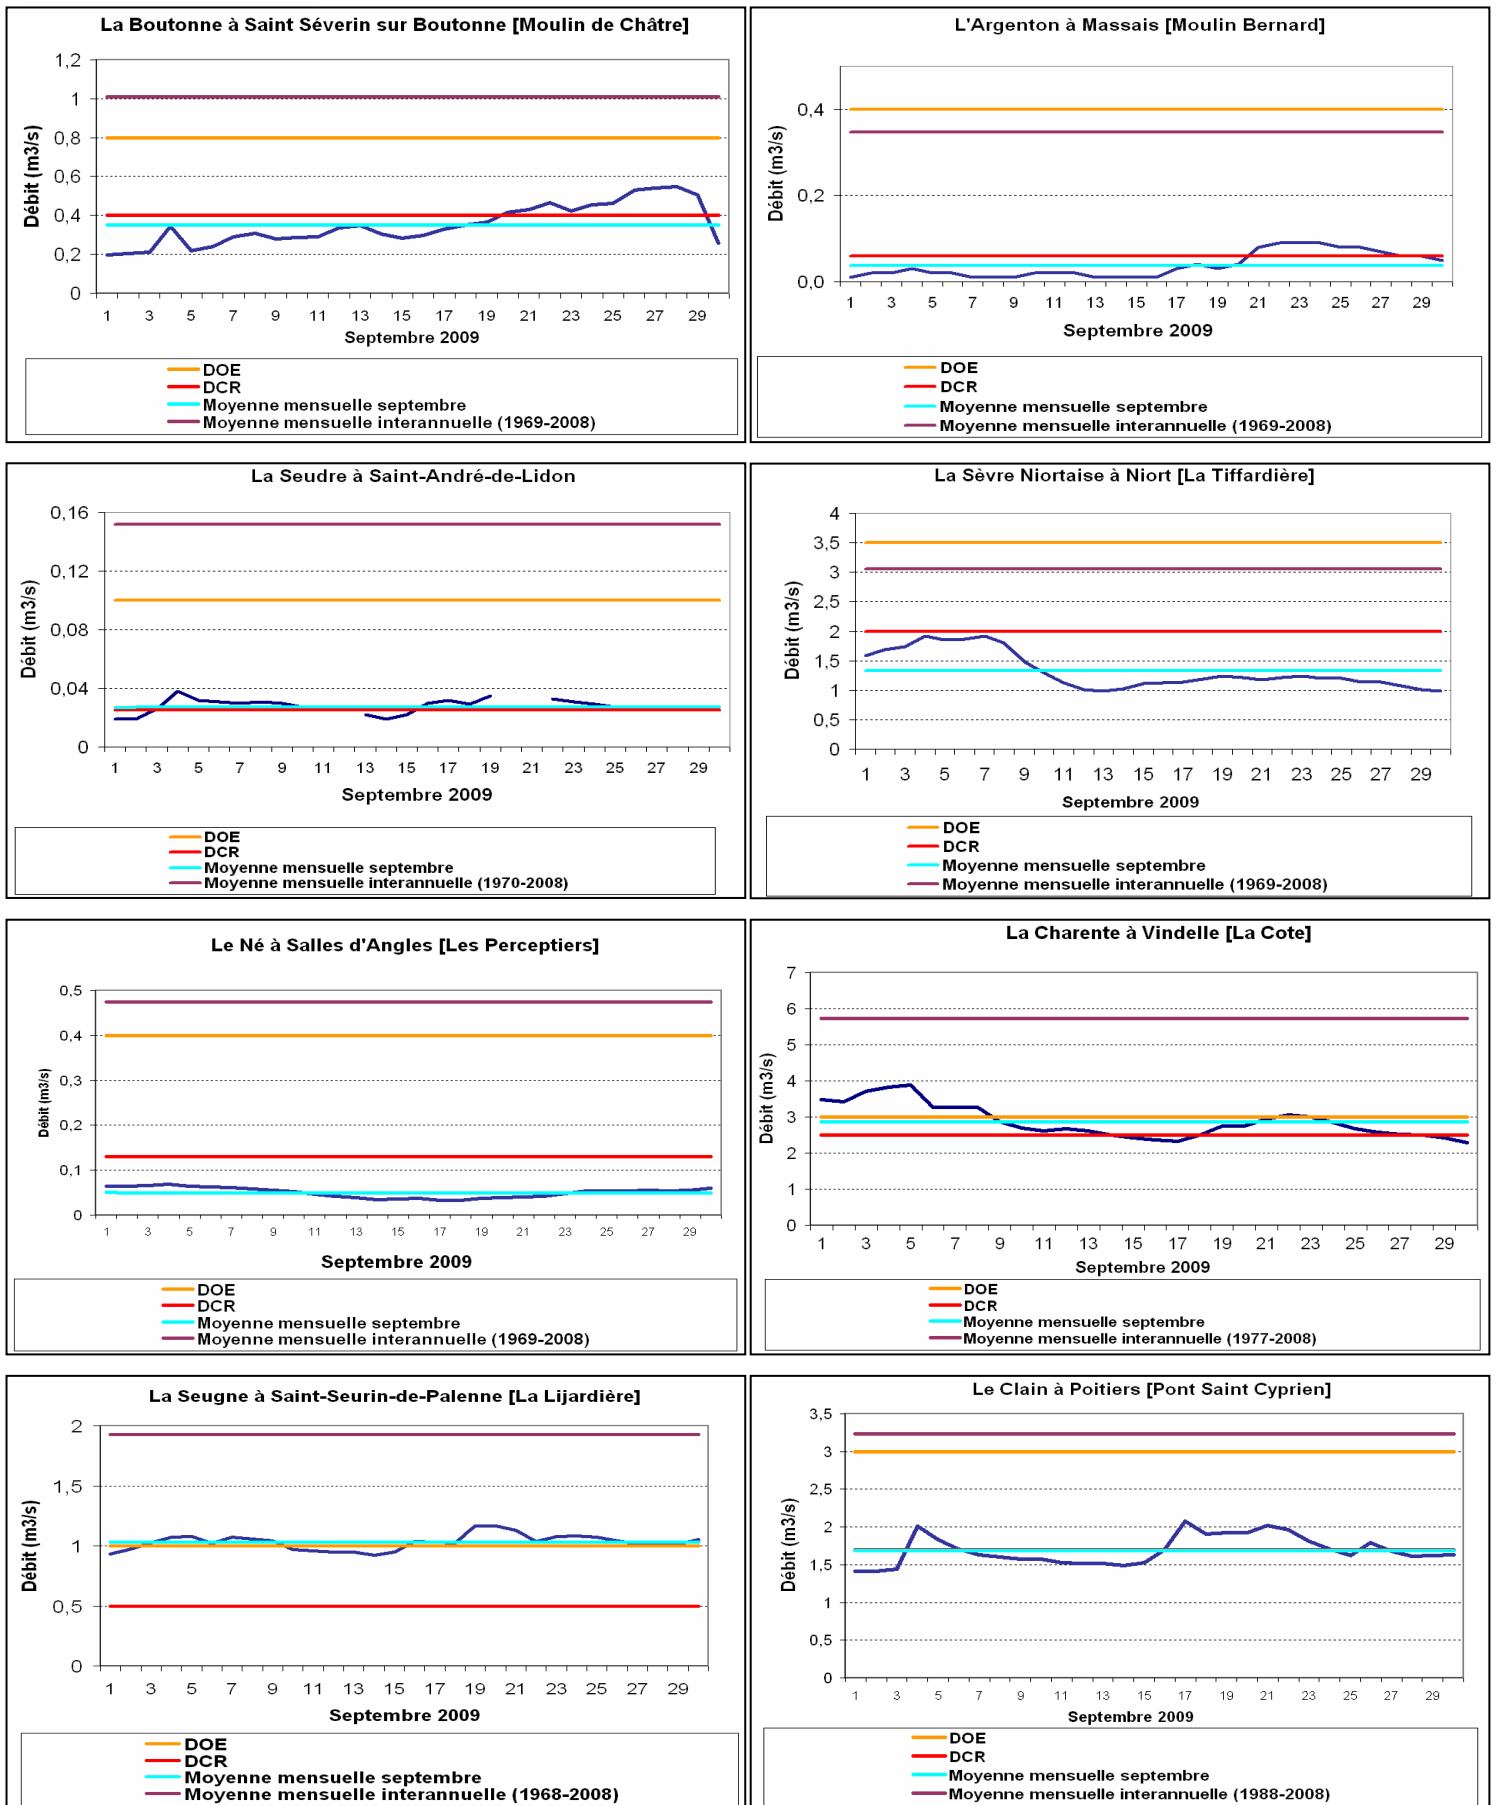 La Boutonne à Saint Séverin sur Boutonne [Moulin de Châtre]
Débit (m3/s)
1,2
1
0,8
0,6
0,4
0,2
0
1 3 5 7 9 11 13 15 17 19 21 23 25 27 29
Septembre 2009
DOE
DCR
Moyenne mensuelle septembre
Moyenne mensuelle interannuelle (1969-2008)
L'Argenton à Massais [Moulin Bernard]
Débit (m3/s)
0,4
0,2
0,0
1 3 5 7 9 11 13 15 17 19 21 23 25 27 29
Septembre 2009
DOE
DCR
Moyenne mensuelle septembre
Moyenne mensuelle interannuelle (1969-2008)
La Seudre à Saint-André-de-Lidon
Débit (m3/s)
0,16
0,12
0,08
0,04
0
1 3 5 7 9 11 13 15 17 19 21 23 25 27 29
Septembre 2009
DOE
DCR
Moyenne mensuelle septembre
Moyenne mensuelle interannuelle (1970-2008)
La Sèvre Niortaise à Niort [La Tiffardière]
Débit (m3/s)
4
3,5
3
2,5
2
1,5
1
0,5
0
1 3 5 7 9 11 13 15 17 19 21 23 25 27 29
Septembre 2009
DOE
DCR
Moyenne mensuelle septembre
Moyenne mensuelle interannuelle (1969-2008)
Le Né à Salles d'Angles [Les Perceptiers]
Débit (m3/s)
0,5
0,4
0,3
0,2
0,1
0
1 3 5 7 9 11 13 15 17 19 21 23 25 27 29
Septembre 2009
DOE
DCR
Moyenne mensuelle septembre
Moyenne mensuelle interannuelle (1969-2008)
La Charente à Vindelle [La Cote]
Débit (m3/s)
7
6
5
4
3
2
1
0
1 3 5 7 9 11 13 15 17 19 21 23 25 27 29
Septembre 2009
DOE
DCR
Moyenne mensuelle septembre
Moyenne mensuelle interannuelle (1977-2008)
La Seugne à Saint-Seurin-de-Palenne [La Lijardière]
Débit (m3/s)
2
1,5
1
0,5
0
1 3 5 7 9 11 13 15 17 19 21 23 25 27 29
Septembre 2009
DOE
DCR
Moyenne mensuelle septembre
Moyenne mensuelle interannuelle (1968-2008)
Le Clain à Poitiers [Pont Saint Cyprien]
Débit (m3/s)
3,5
3
2,5
2
1,5
1
0,5
0
1 3 5 7 9 11 13 15 17 19 21 23 25 27 29
Septembre 2009
DOE
DCR
Moyenne mensuelle septembre
Moyenne mensuelle interannuelle (1988-2008)